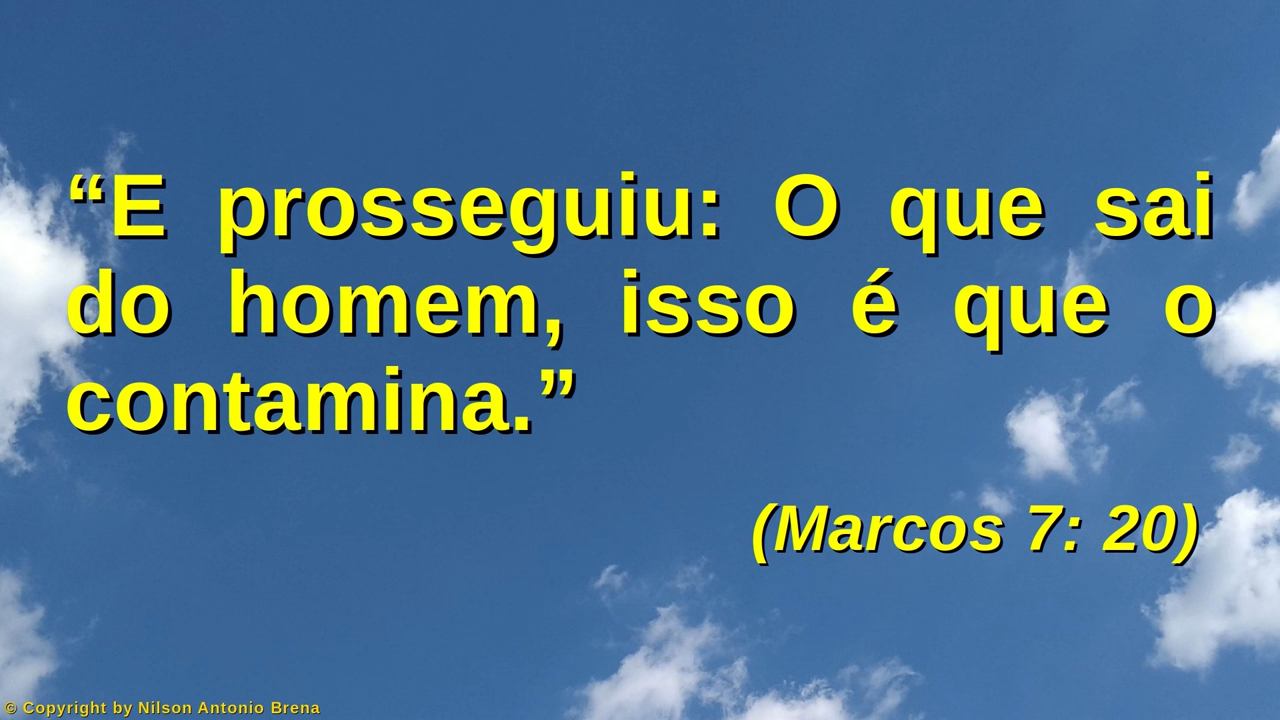 “E prosseguiu: O que sai
do homem, isso é que o
contamina.”
(Marcos 7: 20)
© Copyright by Nilson Antonio Brena